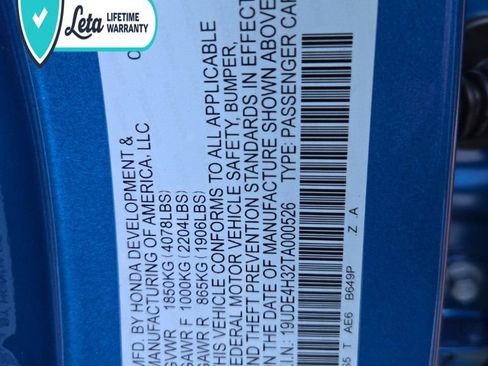 Leta LIFETIME
WARRANTY
MFD. BY HONDA DEVELOPMENT &
MANUFACTURING OF AMERICA, LLC
GVWR 1850KG (4078LBS)
GAWR F 1000KG (2204LBS)
GAWR R 865KG (1906LBS)
THIS VEHICLE CONFORMS TO ALL APPLICABLE
FEDERAL MOTOR VEHICLE SAFETY, BUMPER,
AND THEFT PREVENTION STANDARDS IN EFFECT
ON THE DATE OF MANUFACTURE SHOWN ABOVE
V.I.N.: 19UDE4H32TA000526 TYPE: PASSENGER CAR
S5 T AE6 B649P Z A